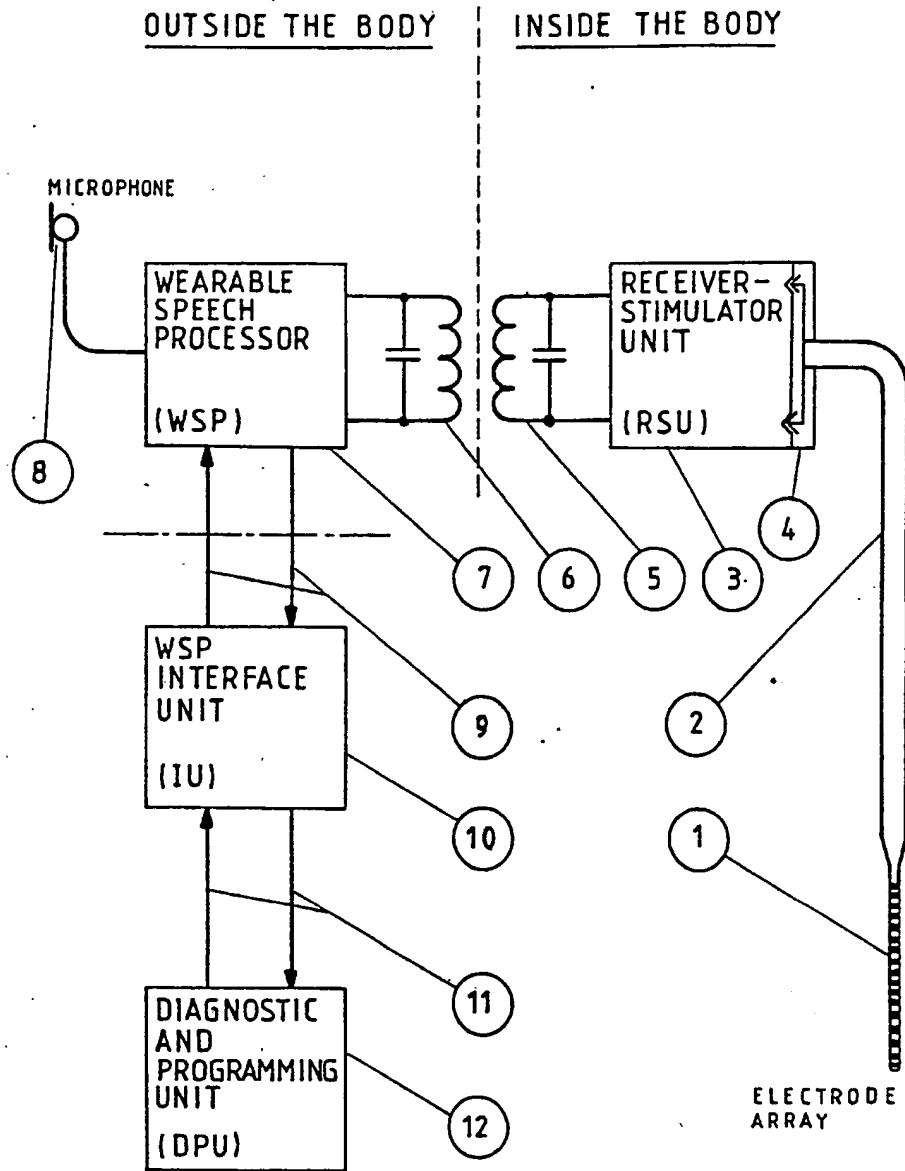 OUTSIDE THE BODY
INSIDE THE BODY
MICROPHONE
WEARABLE
SPEECH
PROCESSOR
(WSP)
RECEIVER-
STIMULATOR
UNIT
(RSU)
8
7
6
5
3
4
WSP
INTERFACE
UNIT
(IU)
9
2
10
1
DIAGNOSTIC
AND
PROGRAMMING
UNIT
(DPU)
11
12
ELECTRODE
ARRAY